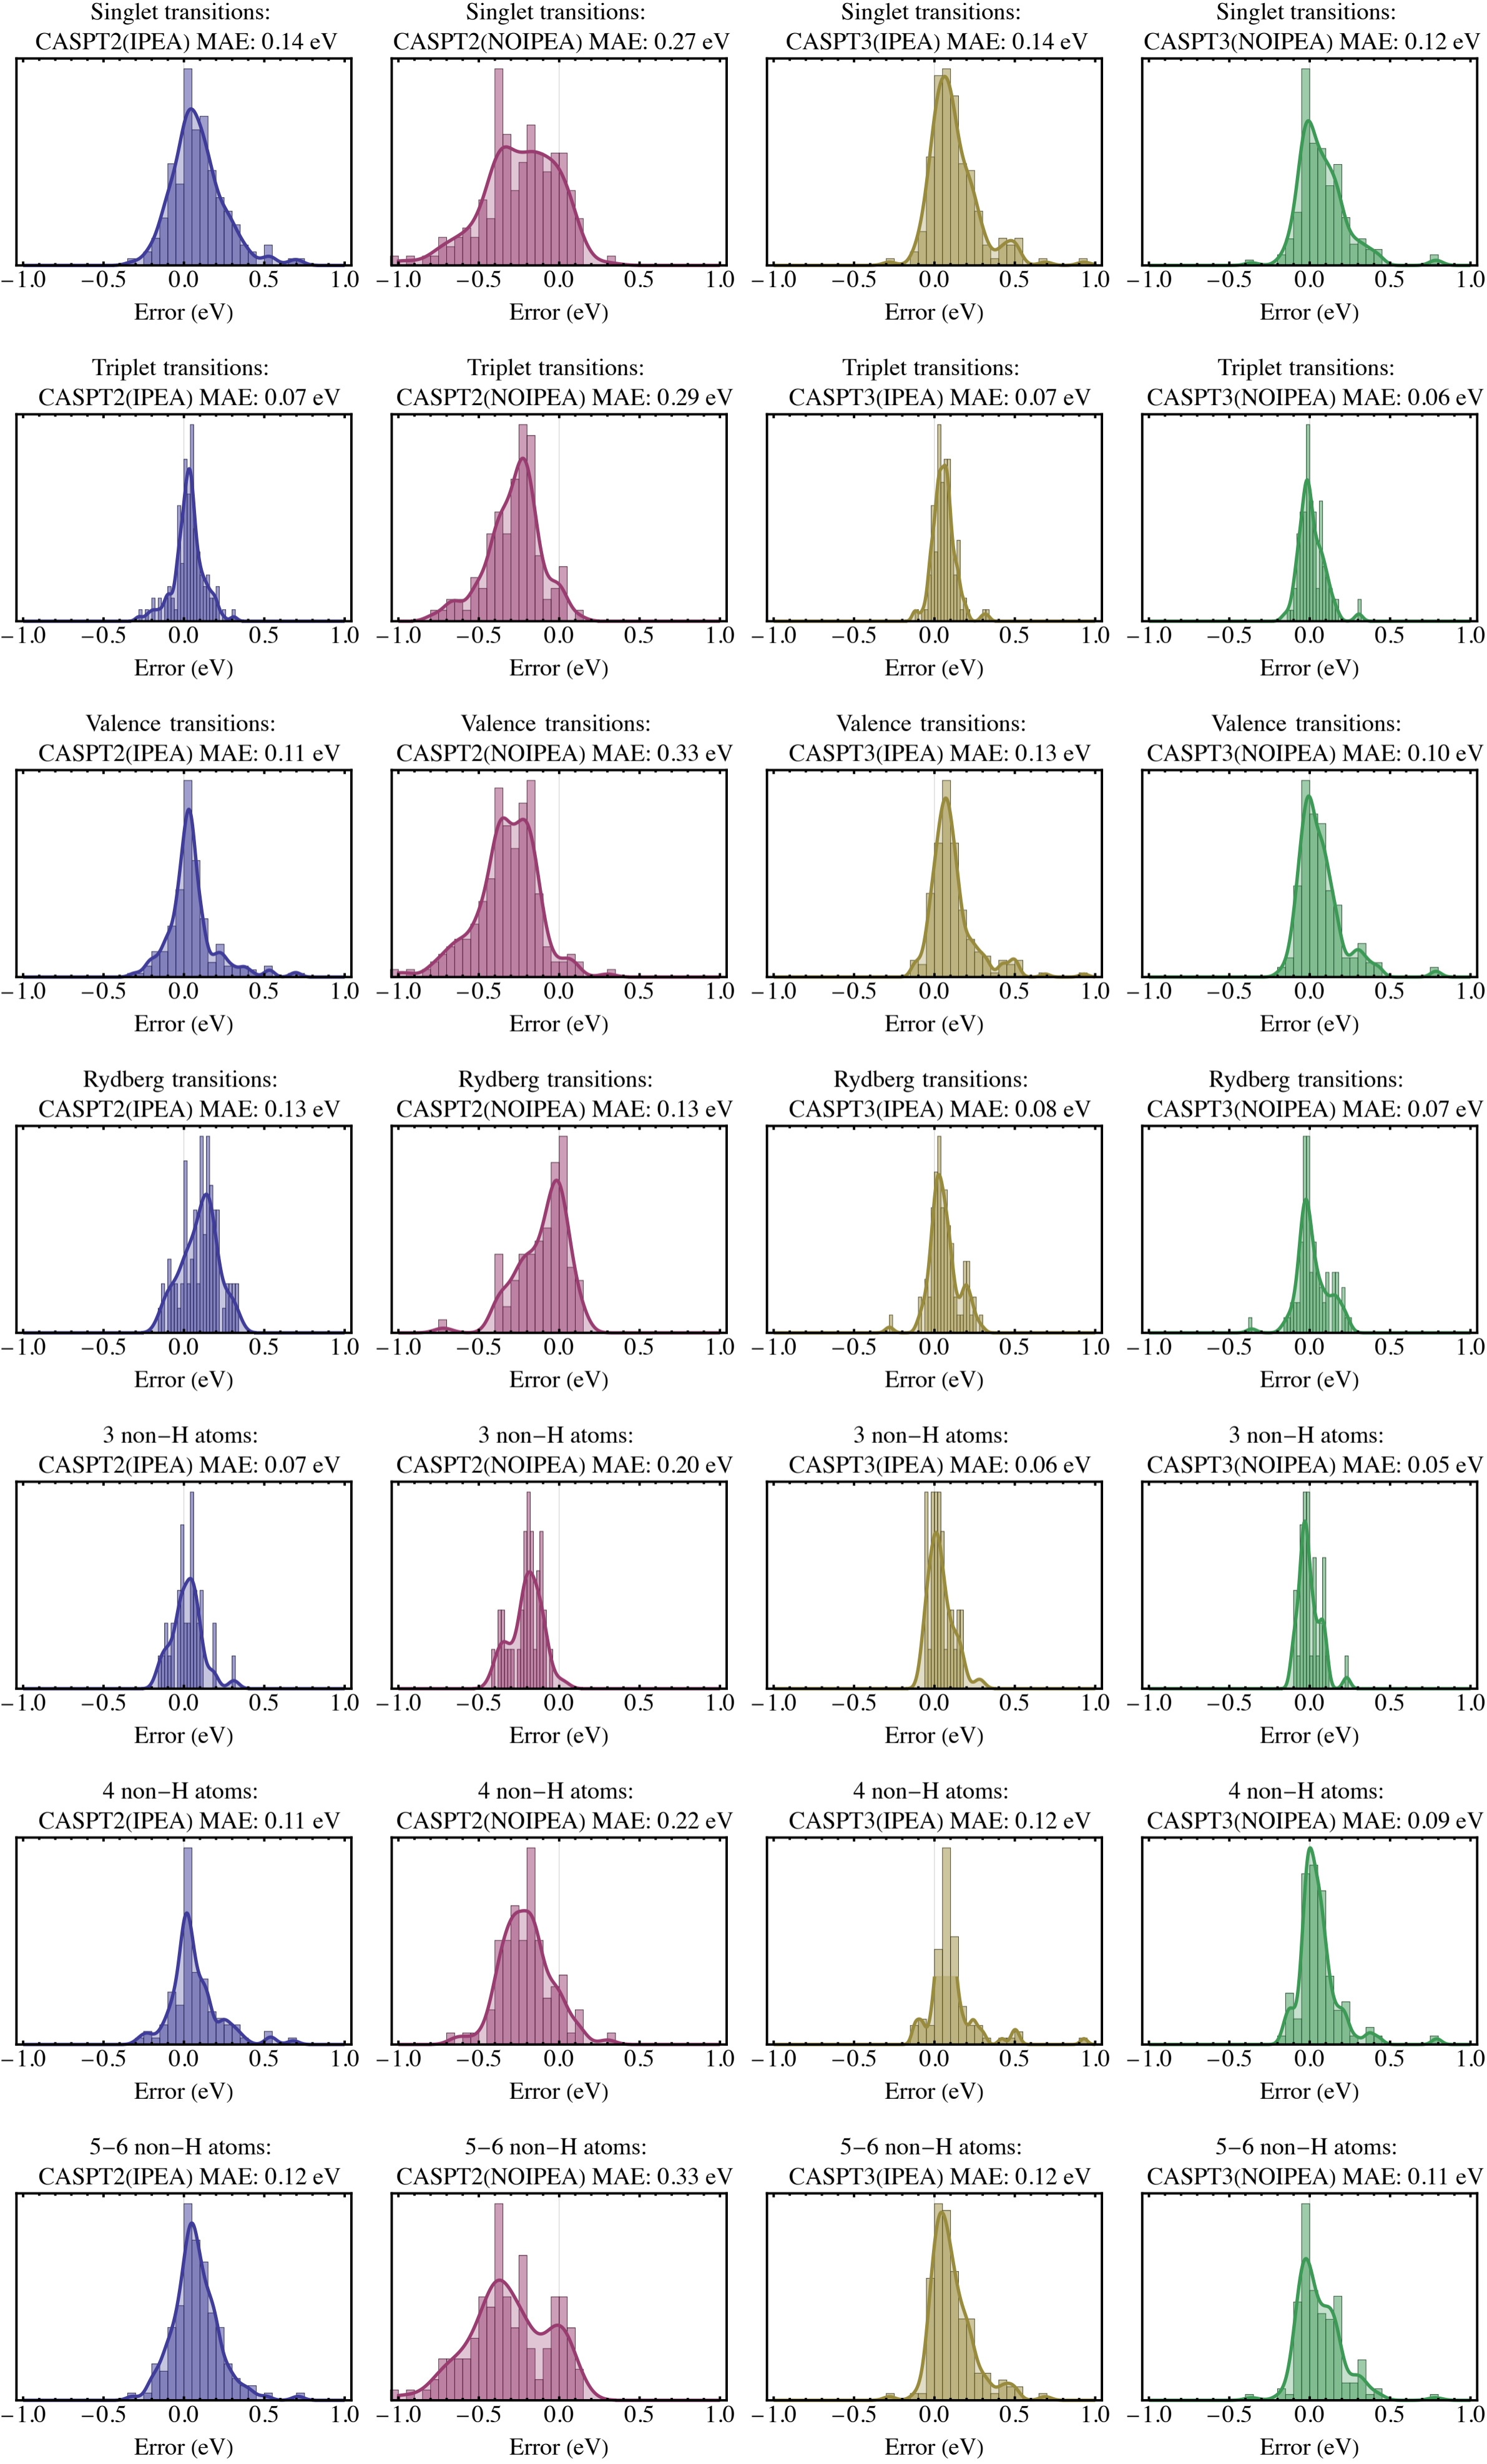 Singlet transitions:
CASPT2(IPEA) MAE: 0.14 eV
Singlet transitions:
CASPT2(NOIPEA) MAE: 0.27 eV
Singlet transitions:
CASPT3(IPEA) MAE: 0.14 eV
Singlet transitions:
CASPT3(NOIPEA) MAE: 0.12 eV
−1.0 −0.5 0.0 0.5 1.0
−1.0 −0.5 0.0 0.5 1.0
−1.0 −0.5 0.0 0.5 1.0
−1.0 −0.5 0.0 0.5 1.0
Error (eV)
Error (eV)
Error (eV)
Error (eV)
Triplet transitions:
CASPT2(IPEA) MAE: 0.07 eV
Triplet transitions:
CASPT2(NOIPEA) MAE: 0.29 eV
Triplet transitions:
CASPT3(IPEA) MAE: 0.07 eV
Triplet transitions:
CASPT3(NOIPEA) MAE: 0.06 eV
−1.0 −0.5 0.0 0.5 1.0
−1.0 −0.5 0.0 0.5 1.0
−1.0 −0.5 0.0 0.5 1.0
−1.0 −0.5 0.0 0.5 1.0
Error (eV)
Error (eV)
Error (eV)
Error (eV)
Valence transitions:
CASPT2(IPEA) MAE: 0.11 eV
Valence transitions:
CASPT2(NOIPEA) MAE: 0.33 eV
Valence transitions:
CASPT3(IPEA) MAE: 0.13 eV
Valence transitions:
CASPT3(NOIPEA) MAE: 0.10 eV
−1.0 −0.5 0.0 0.5 1.0
−1.0 −0.5 0.0 0.5 1.0
−1.0 −0.5 0.0 0.5 1.0
−1.0 −0.5 0.0 0.5 1.0
Error (eV)
Error (eV)
Error (eV)
Error (eV)
Rydberg transitions:
CASPT2(IPEA) MAE: 0.13 eV
Rydberg transitions:
CASPT2(NOIPEA) MAE: 0.13 eV
Rydberg transitions:
CASPT3(IPEA) MAE: 0.08 eV
Rydberg transitions:
CASPT3(NOIPEA) MAE: 0.07 eV
−1.0 −0.5 0.0 0.5 1.0
−1.0 −0.5 0.0 0.5 1.0
−1.0 −0.5 0.0 0.5 1.0
−1.0 −0.5 0.0 0.5 1.0
Error (eV)
Error (eV)
Error (eV)
Error (eV)
3 non−H atoms:
CASPT2(IPEA) MAE: 0.07 eV
3 non−H atoms:
CASPT2(NOIPEA) MAE: 0.20 eV
3 non−H atoms:
CASPT3(IPEA) MAE: 0.06 eV
3 non−H atoms:
CASPT3(NOIPEA) MAE: 0.05 eV
−1.0 −0.5 0.0 0.5 1.0
−1.0 −0.5 0.0 0.5 1.0
−1.0 −0.5 0.0 0.5 1.0
−1.0 −0.5 0.0 0.5 1.0
Error (eV)
Error (eV)
Error (eV)
Error (eV)
4 non−H atoms:
CASPT2(IPEA) MAE: 0.11 eV
4 non−H atoms:
CASPT2(NOIPEA) MAE: 0.22 eV
4 non−H atoms:
CASPT3(IPEA) MAE: 0.12 eV
4 non−H atoms:
CASPT3(NOIPEA) MAE: 0.09 eV
−1.0 −0.5 0.0 0.5 1.0
−1.0 −0.5 0.0 0.5 1.0
−1.0 −0.5 0.0 0.5 1.0
−1.0 −0.5 0.0 0.5 1.0
Error (eV)
Error (eV)
Error (eV)
Error (eV)
5−6 non−H atoms:
CASPT2(IPEA) MAE: 0.12 eV
5−6 non−H atoms:
CASPT2(NOIPEA) MAE: 0.33 eV
5−6 non−H atoms:
CASPT3(IPEA) MAE: 0.12 eV
5−6 non−H atoms:
CASPT3(NOIPEA) MAE: 0.11 eV
−1.0 −0.5 0.0 0.5 1.0
−1.0 −0.5 0.0 0.5 1.0
−1.0 −0.5 0.0 0.5 1.0
−1.0 −0.5 0.0 0.5 1.0
Error (eV)
Error (eV)
Error (eV)
Error (eV)